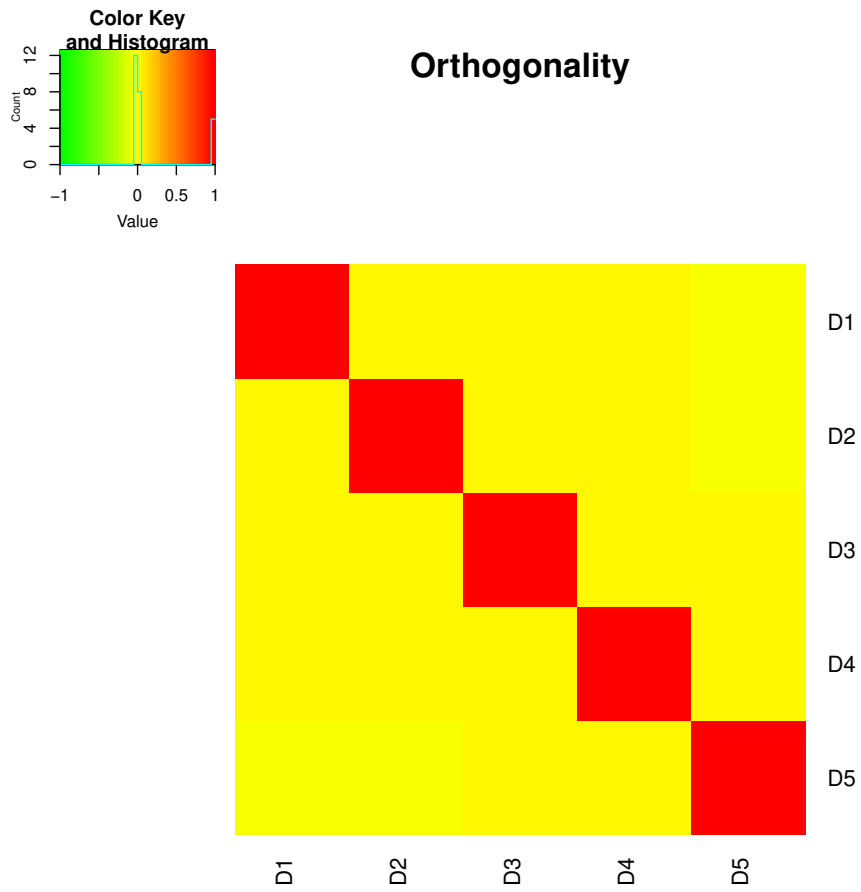 Color Key
and Histogram
Count
0 4 8 12
−1 0 0.5 1
Value
Orthogonality
D1
D2
D3
D4
D5
D1 D2 D3 D4 D5